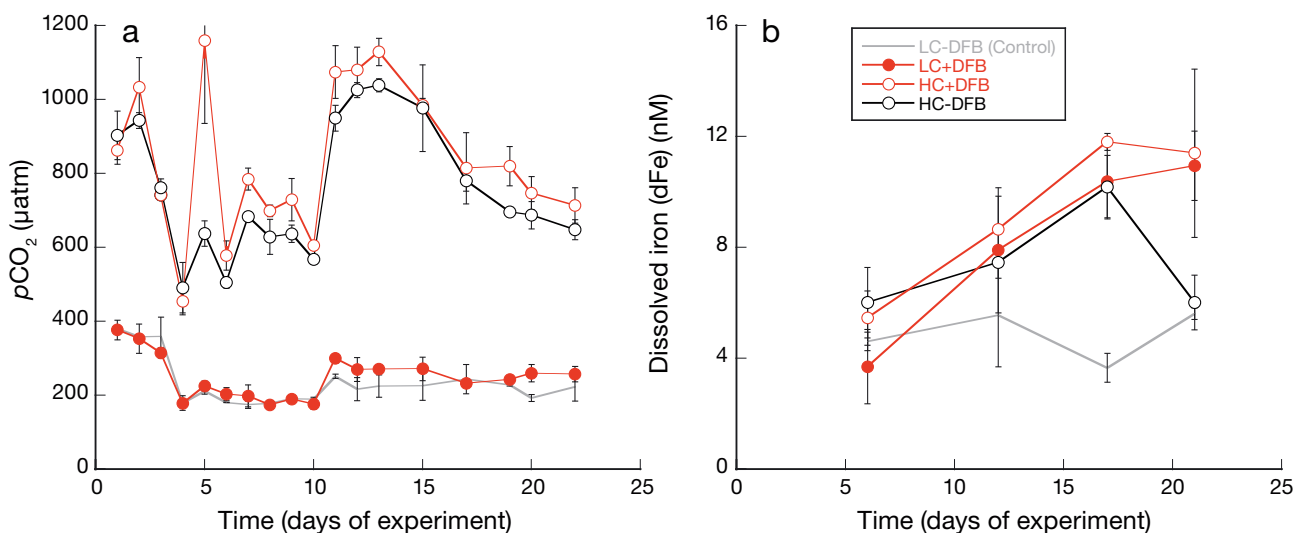 a
1200
1000
800
600
400
200
0
pCO2 (µatm)
0 5 10 15 20 25
Time (days of experiment)
b
16
12
8
4
0
Dissolved iron (dFe) (nM)
LC-DFB (Control)
LC+DFB
HC+DFB
HC-DFB
0 5 10 15 20 25
Time (days of experiment)